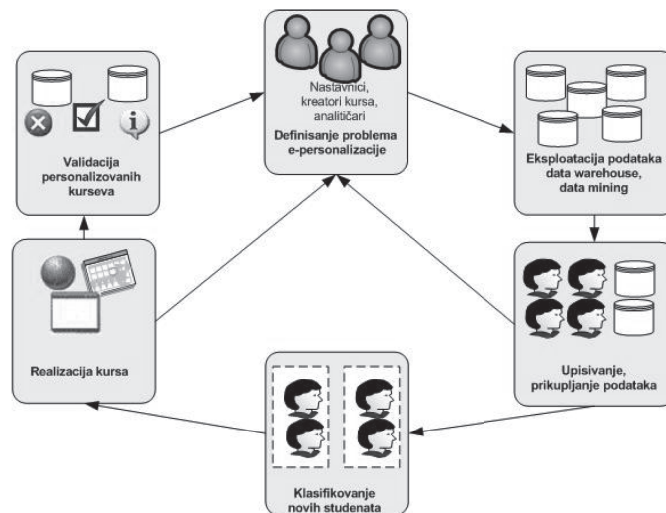 Nastavnici,
kreatori kursa,
analitičari
Definisanje problema
e-personalizacije
Validacija
personalizovanih
kurseva
Eksploatacija podataka
data warehouse,
data mining
Realizacija kursa
Upisivanje,
prikupljanje podataka
Klasifikovanje
novih studenata